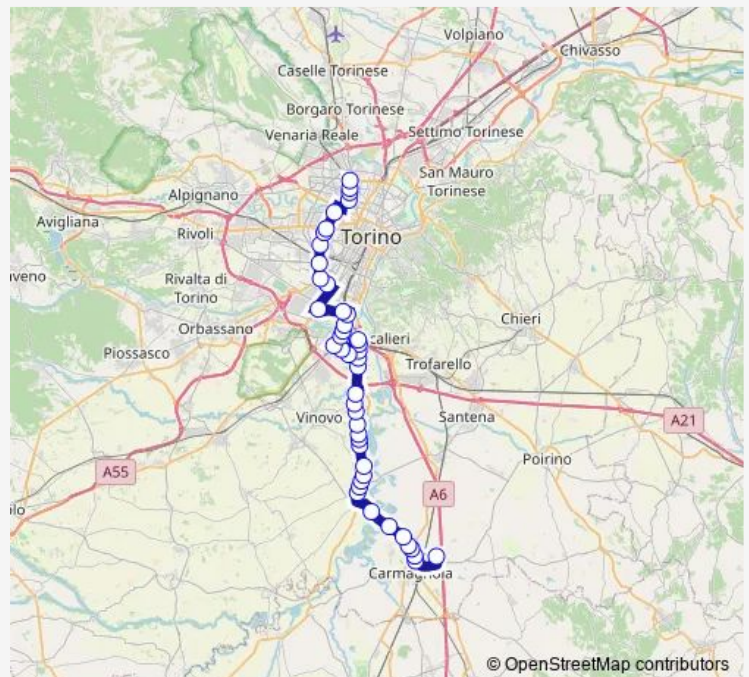 Volpiano
Chivasso
Caselle Torinese
Borgaro Torinese
Venaria Reale
Settimo Torinese
San Mauro
Torinese
Alpignano
Avigliana
Rivoli
Torino
Rivalta di
Torino
Orbassano
Chieri
calieri
Piossasco
Trofarello
Vinovo
Santena
A21
Poirino
A55
A6
Carmagnola
© OpenStreetMap contributors